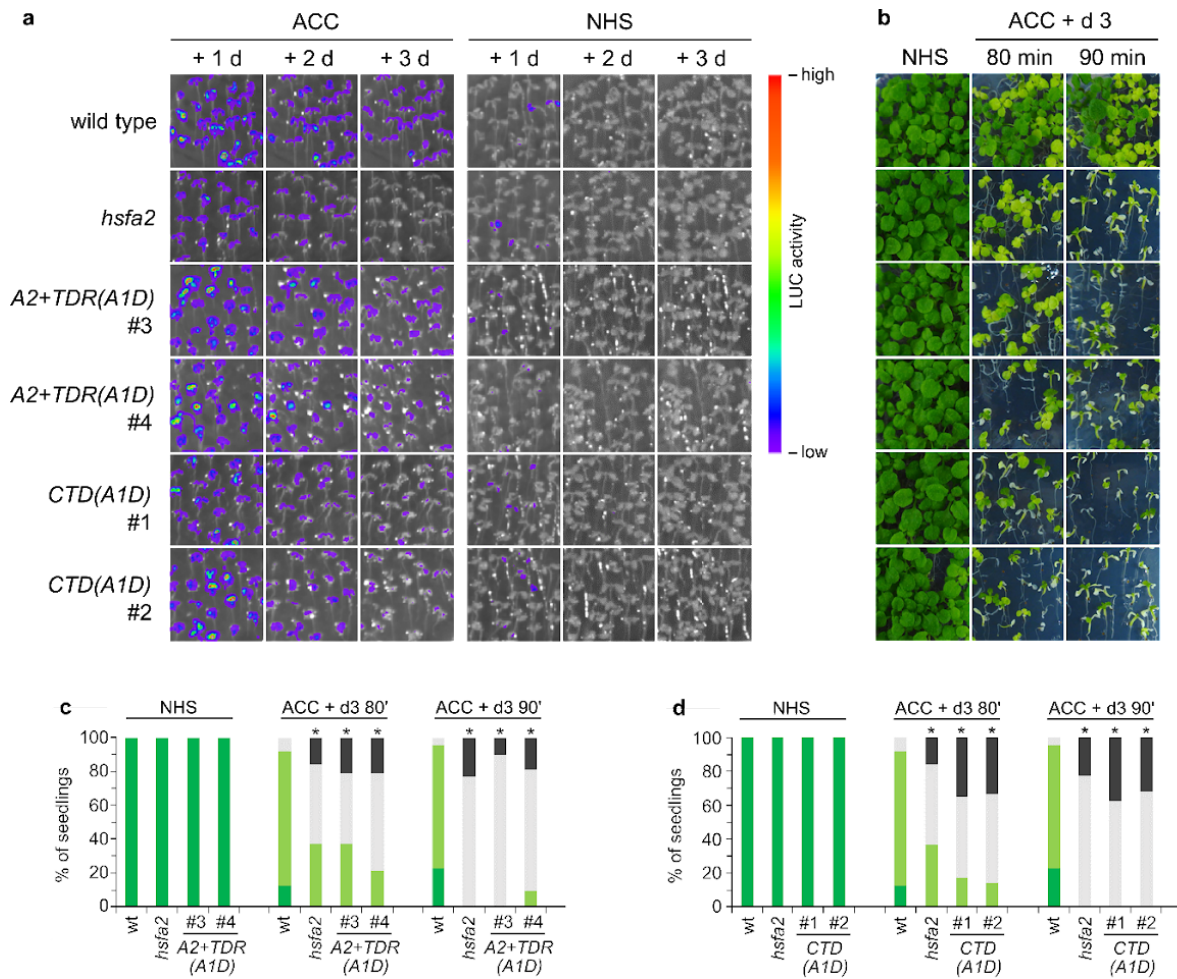 a
ACC
NHS
+ 1 d
+ 2 d
+ 3 d
+ 1 d
+ 2 d
+ 3 d
wild type
hsfa2
A2+TDR(A1D)
#3
A2+TDR(A1D)
#4
CTD(A1D)
#1
CTD(A1D)
#2
– high
LUC activity
– low
b
ACC + d 3
NHS
80 min
90 min
c
NHS
ACC + d3 80'
ACC + d3 90'
* * *
* * *
% of seedlings
100
80
60
40
20
0
wt
hsfa2
#3
#4
A2+TDR
(A1D)
wt
hsfa2
#3
#4
A2+TDR
(A1D)
wt
hsfa2
#3
#4
A2+TDR
(A1D)
d
NHS
ACC + d3 80'
ACC + d3 90'
* * *
* * *
% of seedlings
100
80
60
40
20
0
wt
hsfa2
#1
#2
CTD
(A1D)
wt
hsfa2
#1
#2
CTD
(A1D)
wt
hsfa2
#1
#2
CTD
(A1D)